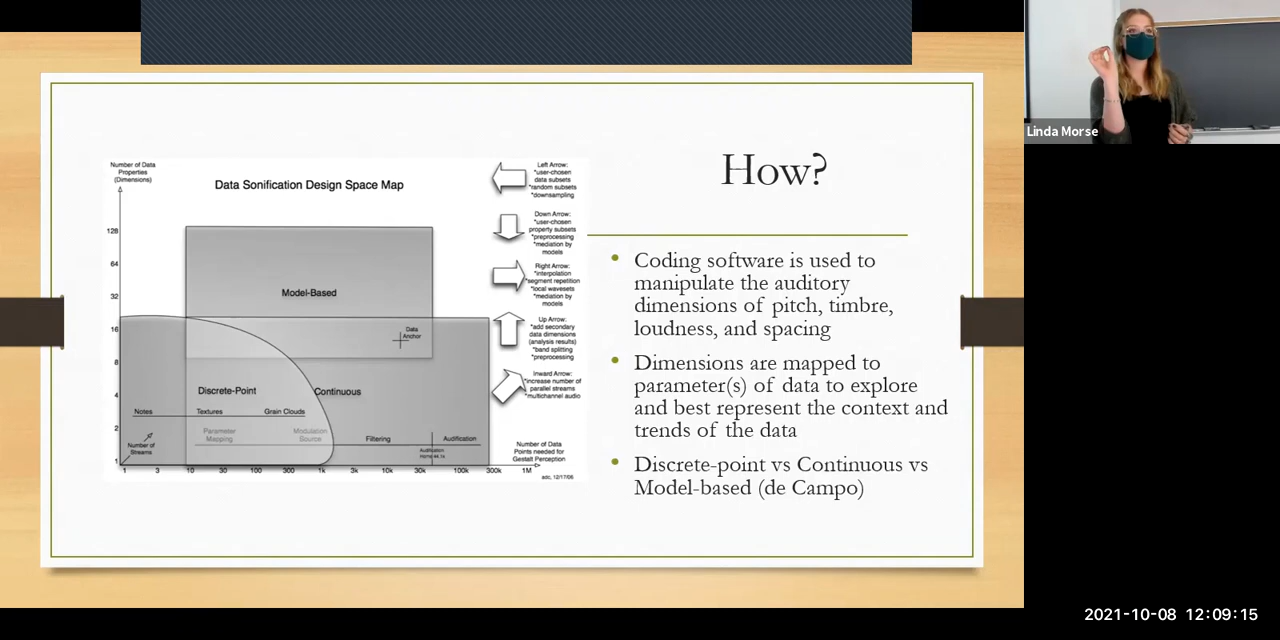 Number of Data
Properties
(Dimensions)
Data Sonification Design Space Map
128
64
32
16
8
4
2
1
Model-Based
Data
Anchor
Discrete-Point
Continuous
Notes
Textures
Grain Clouds
Parameter
Mapping
Modulation
Source
Filtering
Audification
Number of
Streams
Audification
Home 44.1k
1 3 10 30 100 300 1k 3k 10k 30k 100k 300k 1M
Number of Data
Points needed for
Gestalt Perception
adc, 12/17/06
Left Arrow:
*user-chosen
data subsets
*random subsets
*downsampling
Down Arrow:
*user-chosen
property subsets
*preprocessing
*mediation by
models
Right Arrow:
*interpolation
*segment repetition
*local wavesets
*mediation by
models
Up Arrow:
*add secondary
data dimensions
(analysis results)
*band splitting
*preprocessing
Inward Arrow:
*increase number of
parallel streams
*multichannel audio
How?
• Coding software is used to
manipulate the auditory
dimensions of pitch, timbre,
loudness, and spacing
• Dimensions are mapped to
parameter(s) of data to explore
and best represent the context and
trends of the data
• Discrete-point vs Continuous vs
Model-based (de Campo)
Linda Morse
2021-10-08 12:09:15